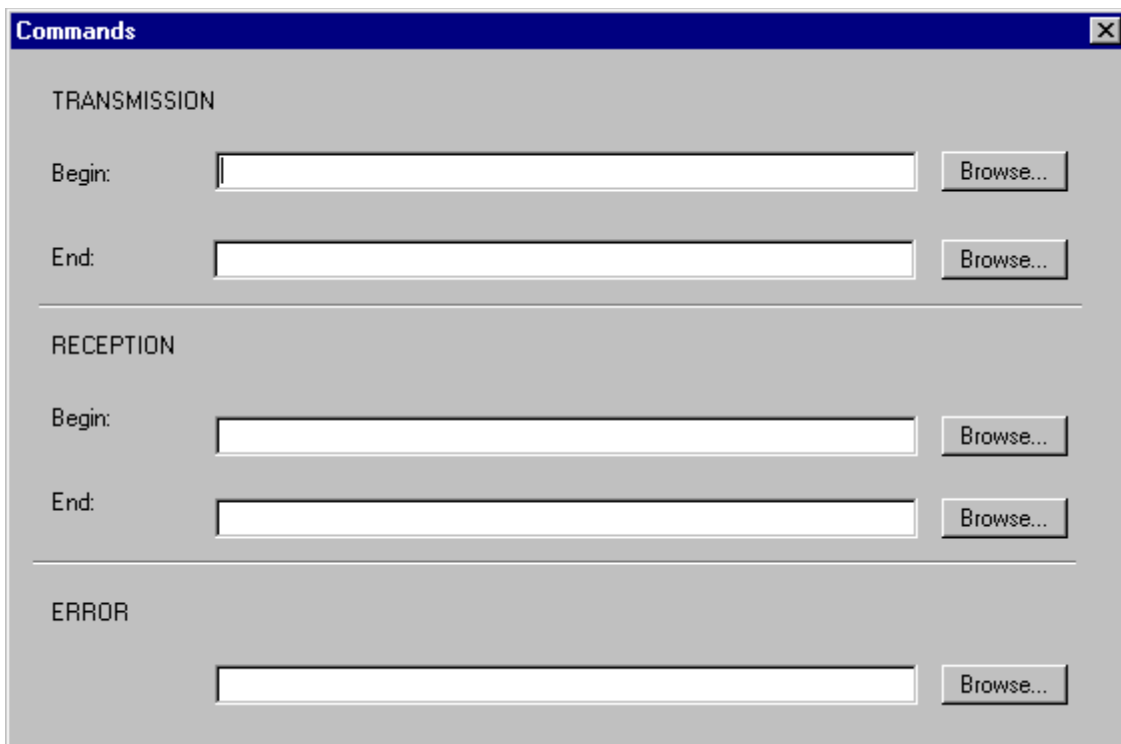 Commands
TRANSMISSION
Begin: Browse...
End: Browse...
RECEPTION
Begin: Browse...
End: Browse...
ERROR
Browse...